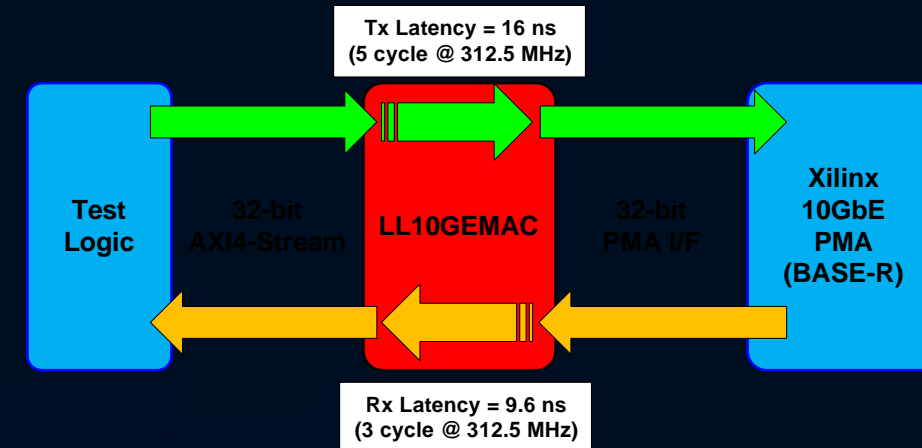 Tx Latency = 16 ns
(5 cycle @ 312.5 MHz)
Test
Logic
32-bit
AXI4-Stream
LL10GEMAC
32-bit
PMA I/F
Xilinx
10GbE
PMA
(BASE-R)
Rx Latency = 9.6 ns
(3 cycle @ 312.5 MHz)